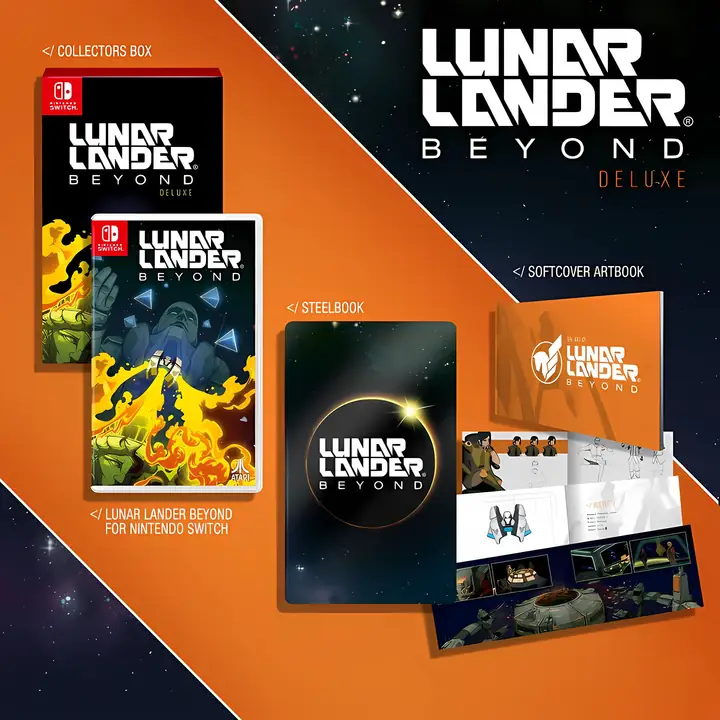 LUNAR
LANDER®
BEYOND
DELUXE
</ COLLECTORS BOX
NINTENDO
SWITCH
LUNAR
LANDER®
BEYOND
DELUXE
NINTENDO
SWITCH
LUNAR
LANDER®
BEYOND
ATARI
</ LUNAR LANDER BEYOND
FOR NINTENDO SWITCH
</ STEELBOOK
LUNAR
LANDER®
BEYOND
</ SOFTCOVER ARTBOOK
LUNAR
LANDER®
BEYOND